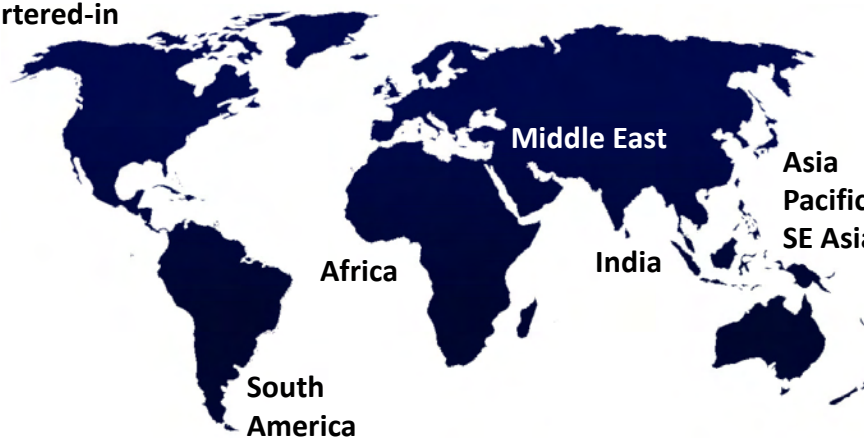 rtered-in
Middle East
Asia
Pacific
SE Asia
India
Africa
South
America